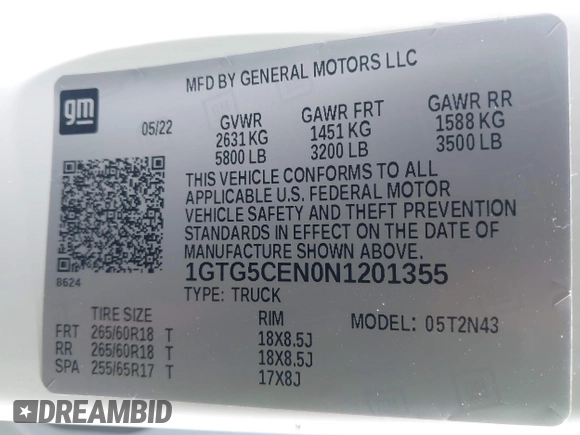 MFD BY GENERAL MOTORS LLC
gm
05/22
GVWR GAWR FRT GAWR RR
2631 KG 1451 KG 1588 KG
5800 LB 3200 LB 3500 LB
THIS VEHICLE CONFORMS TO ALL
APPLICABLE U.S. FEDERAL MOTOR
VEHICLE SAFETY AND THEFT PREVENTION
STANDARDS IN EFFECT ON THE DATE OF
MANUFACTURE SHOWN ABOVE.
8624
1GTG5CEN0N1201355
TYPE: TRUCK
TIRE SIZE RIM MODEL: 05T2N43
FRT 265/60R18 T 18X8.5J
RR 265/60R18 T 18X8.5J
SPA 255/65R17 T 17X8J
DREAMBID